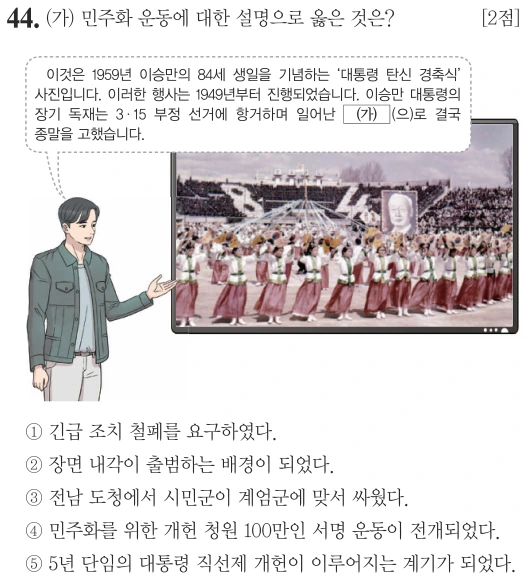 44. (가) 민주화 운동에 대한 설명으로 옳은 것은? [2점]
이것은 1959년 이승만의 84세 생일을 기념하는 '대통령 탄신 경축식'
사진입니다. 이러한 행사는 1949년부터 진행되었습니다. 이승만 대통령의
장기 독재는 3·15 부정 선거에 항거하며 일어난 (가) (으)로 결국
종말을 고했습니다.
84
① 긴급 조치 철폐를 요구하였다.
② 장면 내각이 출범하는 배경이 되었다.
③ 전남 도청에서 시민군이 계엄군에 맞서 싸웠다.
④ 민주화를 위한 개헌 청원 100만인 서명 운동이 전개되었다.
⑤ 5년 단임의 대통령 직선제 개헌이 이루어지는 계기가 되었다.